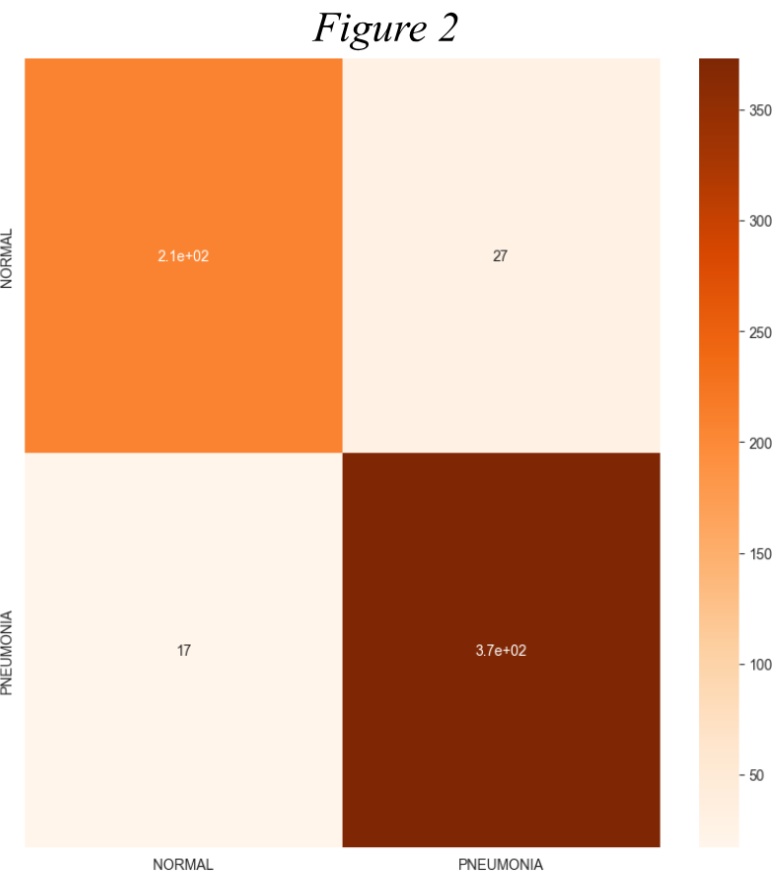 Figure 2
350
300
250
200
150
100
50
NORMAL
2.1e+02
27
PNEUMONIA
17
3.7e+02
NORMAL
PNEUMONIA